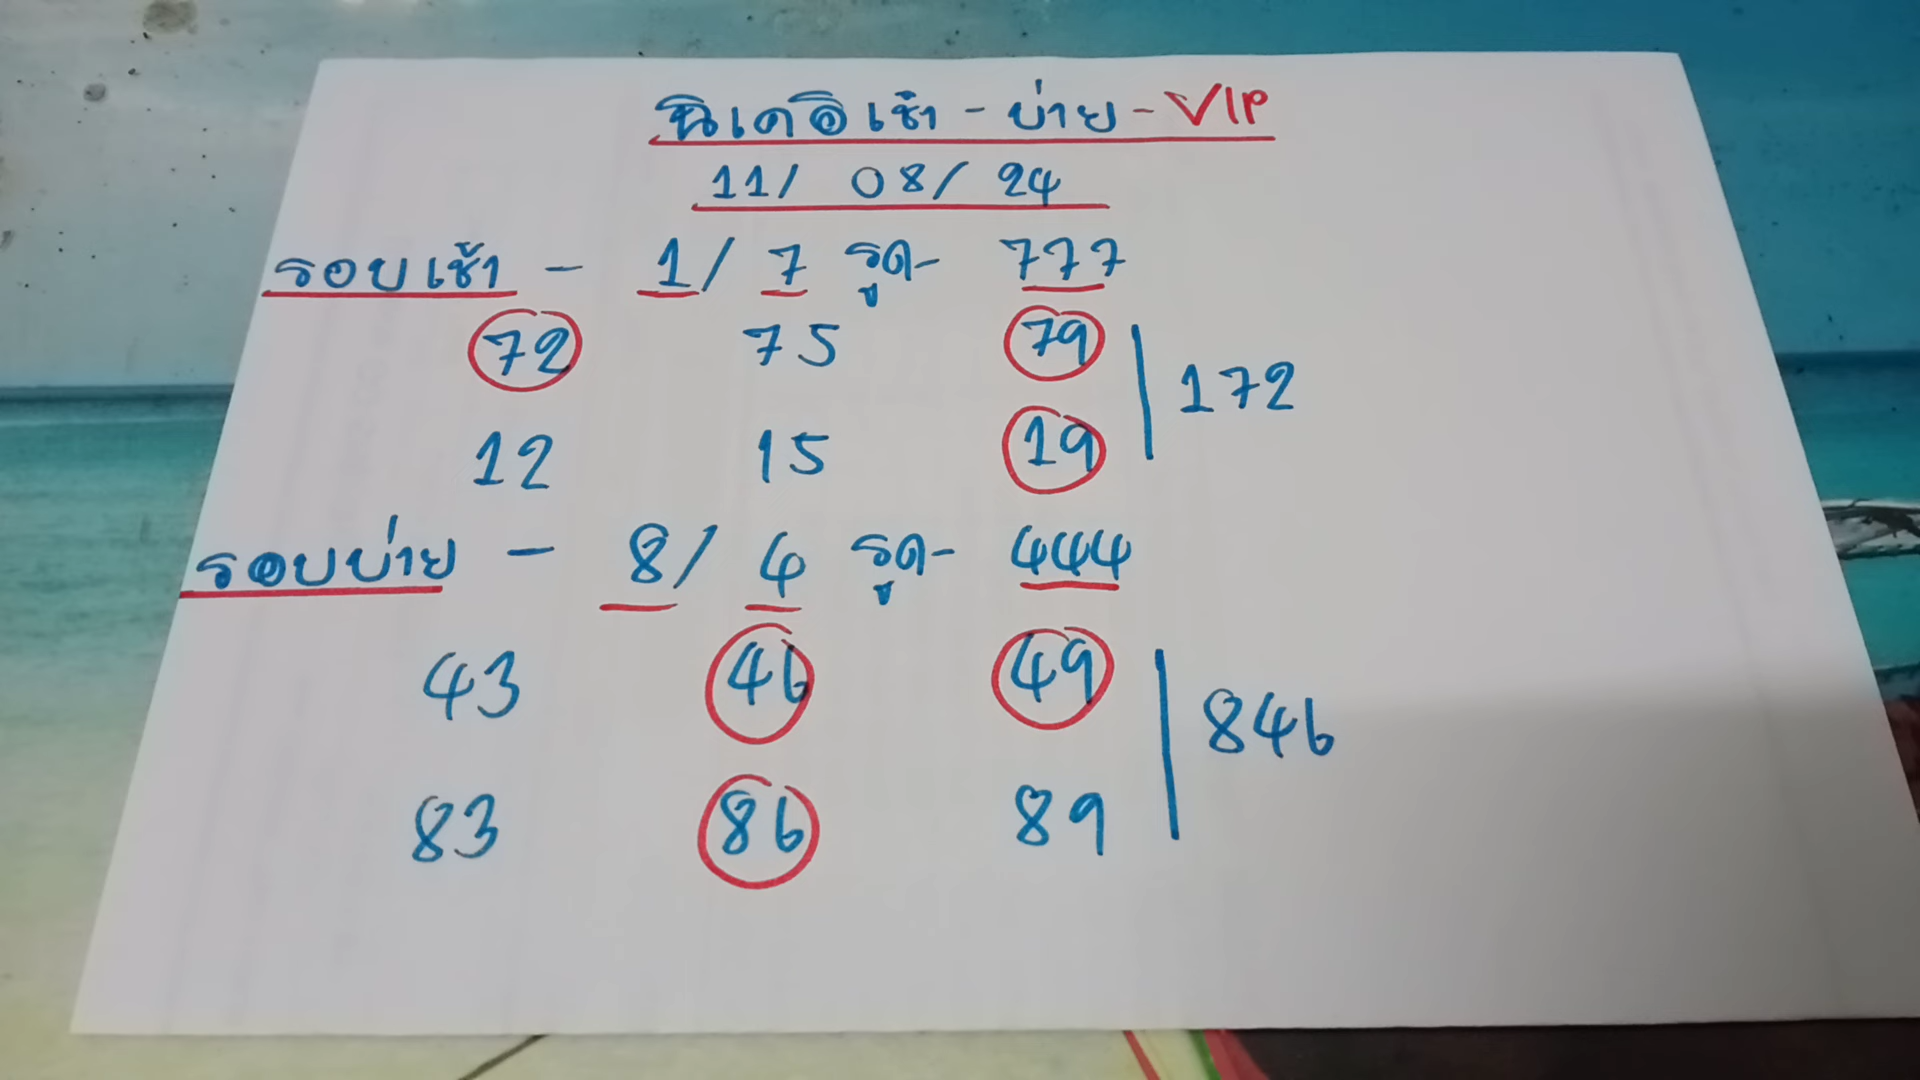 นิเคอิเช้า - บ่าย - VIP
11/ 08/ 24
รอบเช้า - 1/ 7 รูด- 777
72 75 79
172
12 15 19
รอบบ่าย - 8/ 4 รูด- 444
43 46 49
846
83 86 89